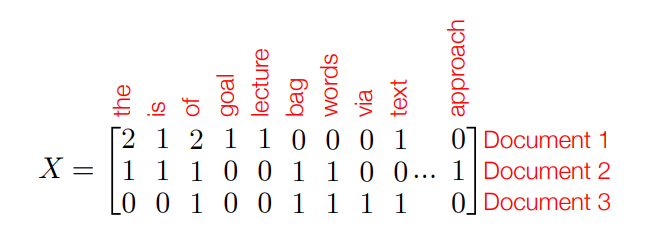 the is of goal lecture bag words via text approach
2 1 2 1 1 0 0 0 1 0 Document 1
X = 1 1 1 0 0 1 1 0 0 ... 1 Document 2
0 0 1 0 0 1 1 1 1 0 Document 3